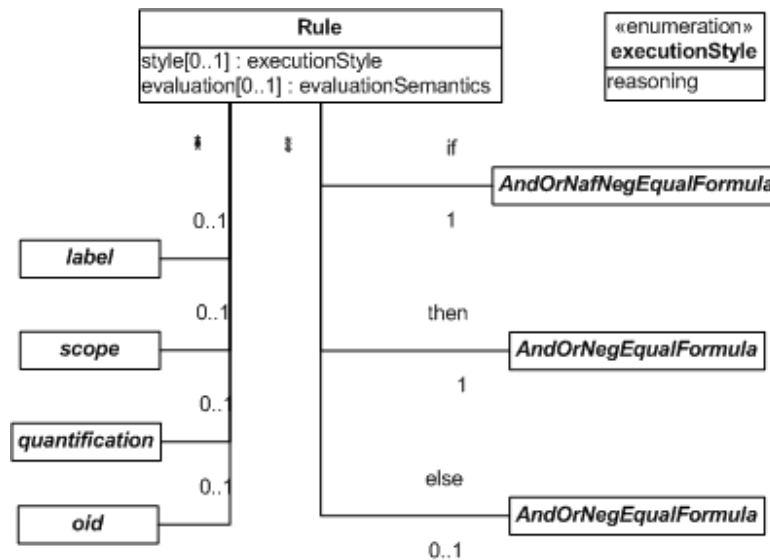 Rule
style[0..1] : executionStyle
evaluation[0..1] : evaluationSemantics
«enumeration»
executionStyle
reasoning
*
*
if
AndOrNafNegEqualFormula
1
0..1
label
0..1
scope
then
AndOrNegEqualFormula
1
0..1
quantification
0..1
oid
else
AndOrNegEqualFormula
0..1